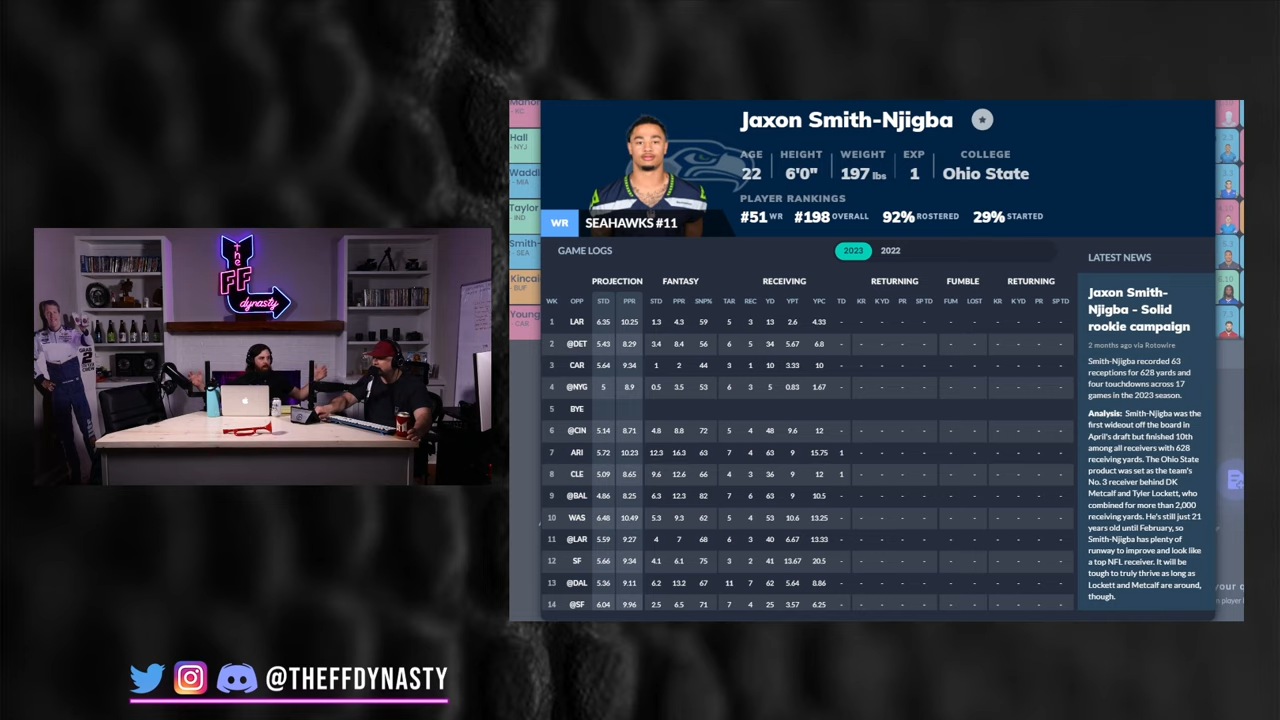 Jaxon Smith-Njigba
AGE HEIGHT WEIGHT EXP COLLEGE
22 6'0" 197 lbs 1 Ohio State
PLAYER RANKINGS
#51 WR #198 OVERALL 92% ROSTERED 29% STARTED
WR SEAHAWKS #11
Hall
- NYJ
Waddl
- MIA
Taylor
- IND
Smith-
- SEA
Kincai
- BUF
Young
- CAR
The
FF
dynasty
GAME LOGS 2023 2022
PROJECTION FANTASY RECEIVING RETURNING FUMBLE RETURNING
WK OPP STD PPR STD PPR SNP% TAR REC YD YPT YPC TD KR KYD PR SPTD FUM LOST KR KYD PR SPTD
1 LAR 6.35 10.25 1.3 4.3 59 5 3 13 2.6 4.33 - - - - - - - - - - -
2 @DET 5.43 8.29 3.4 8.4 56 6 5 34 5.67 6.8 - - - - - - - - - - -
3 CAR 5.64 9.34 1 2 44 3 1 10 3.33 10 - - - - - - - - - - -
4 @NYG 5 8.9 0.5 3.5 53 6 3 5 0.83 1.67 - - - - - - - - - - -
5 BYE
6 @CIN 5.14 8.71 4.8 8.8 72 5 4 48 9.6 12 - - - - - - - - - - -
7 ARI 5.72 10.23 12.3 16.3 63 7 4 63 9 15.75 1 - - - - - - - - - -
8 CLE 5.09 8.65 9.6 12.6 66 4 3 36 9 12 1 - - - - - - - - - -
9 @BAL 4.86 8.25 6.3 12.3 82 7 6 63 9 10.5 - - - - - - - - - - -
10 WAS 6.48 10.49 5.3 9.3 62 5 4 53 10.6 13.25 - - - - - - - - - - -
11 @LAR 5.59 9.27 4 7 68 6 3 40 6.67 13.33 - - - - - - - - - - -
12 SF 5.66 9.34 4.1 6.1 75 3 2 41 13.67 20.5 - - - - - - - - - - -
13 @DAL 5.36 9.11 6.2 13.2 67 11 7 62 5.64 8.86 - - - - - - - - - - -
14 @SF 6.04 9.96 2.5 6.5 71 7 4 25 3.57 6.25 - - - - - - - - - - -
LATEST NEWS
Jaxon Smith-
Njigba - Solid
rookie campaign
2 months ago via Rotowire
Smith-Njigba recorded 63
receptions for 628 yards and
four touchdowns across 17
games in the 2023 season.
Analysis: Smith-Njigba was the
first wideout off the board in
April's draft but finished 10th
among all receivers with 628
receiving yards. The Ohio State
product was set as the team's
No. 3 receiver behind DK
Metcalf and Tyler Lockett, who
combined for more than 2,000
receiving yards. He's still just 21
years old until February, so
Smith-Njigba has plenty of
runway to improve and look like
a top NFL receiver. It will be
tough to truly thrive as long as
Lockett and Metcalf are around,
though.
@THEFFDYNASTY